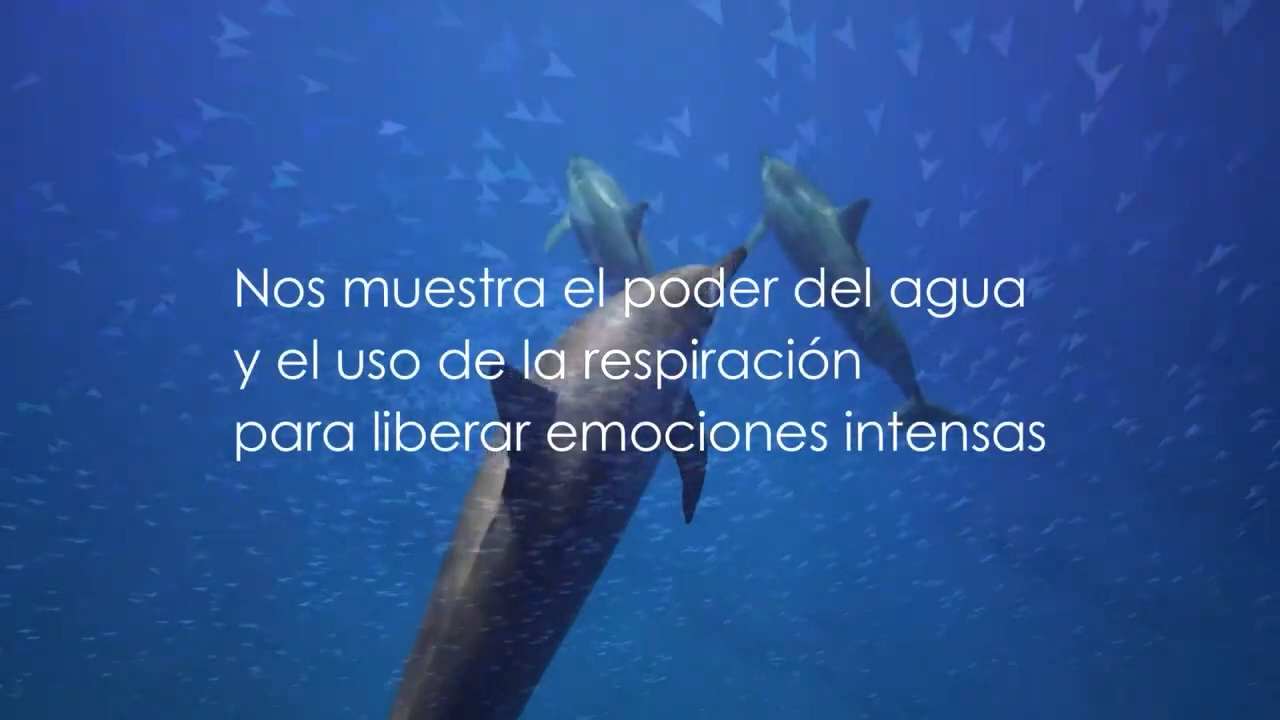 Nos muestra el poder del agua
y el uso de la respiración
para liberar emociones intensas